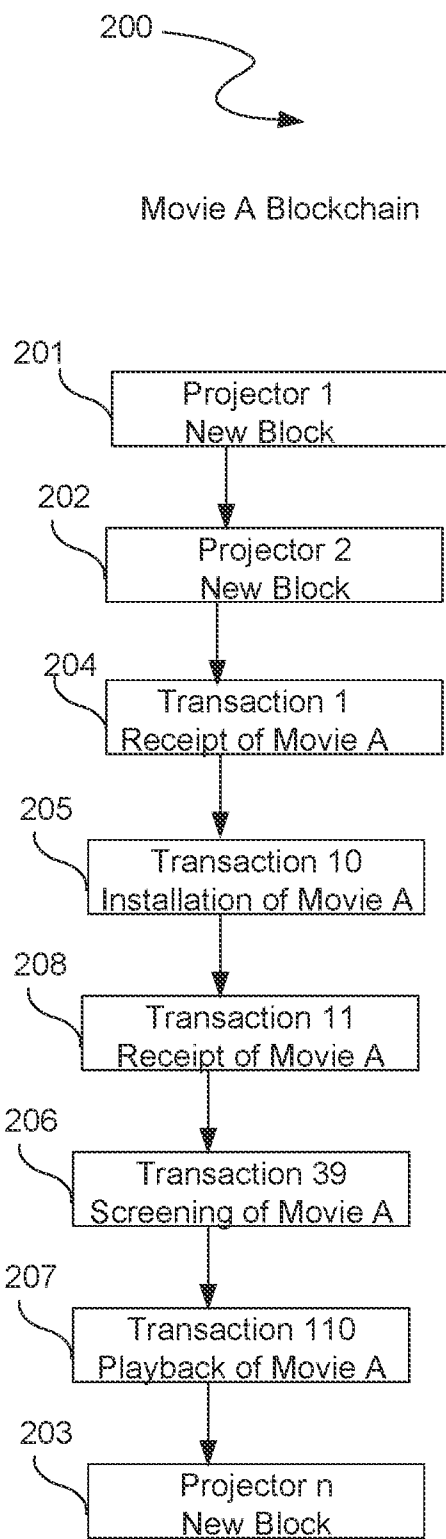 200
Movie A Blockchain
201
Projector 1
New Block
202
Projector 2
New Block
204
Transaction 1
Receipt of Movie A
205
Transaction 10
Installation of Movie A
208
Transaction 11
Receipt of Movie A
206
Transaction 39
Screening of Movie A
207
Transaction 110
Playback of Movie A
203
Projector n
New Block